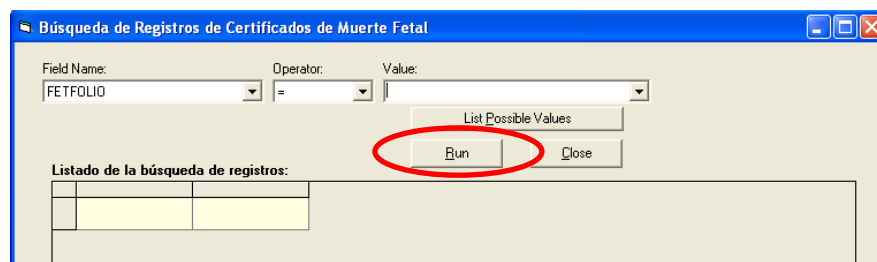 Búsqueda de Registros de Certificados de Muerte Fetal
Field Name: Operator: Value:
FETFOLIO = 
List Possible Values
Run Close
Listado de la búsqueda de registros: